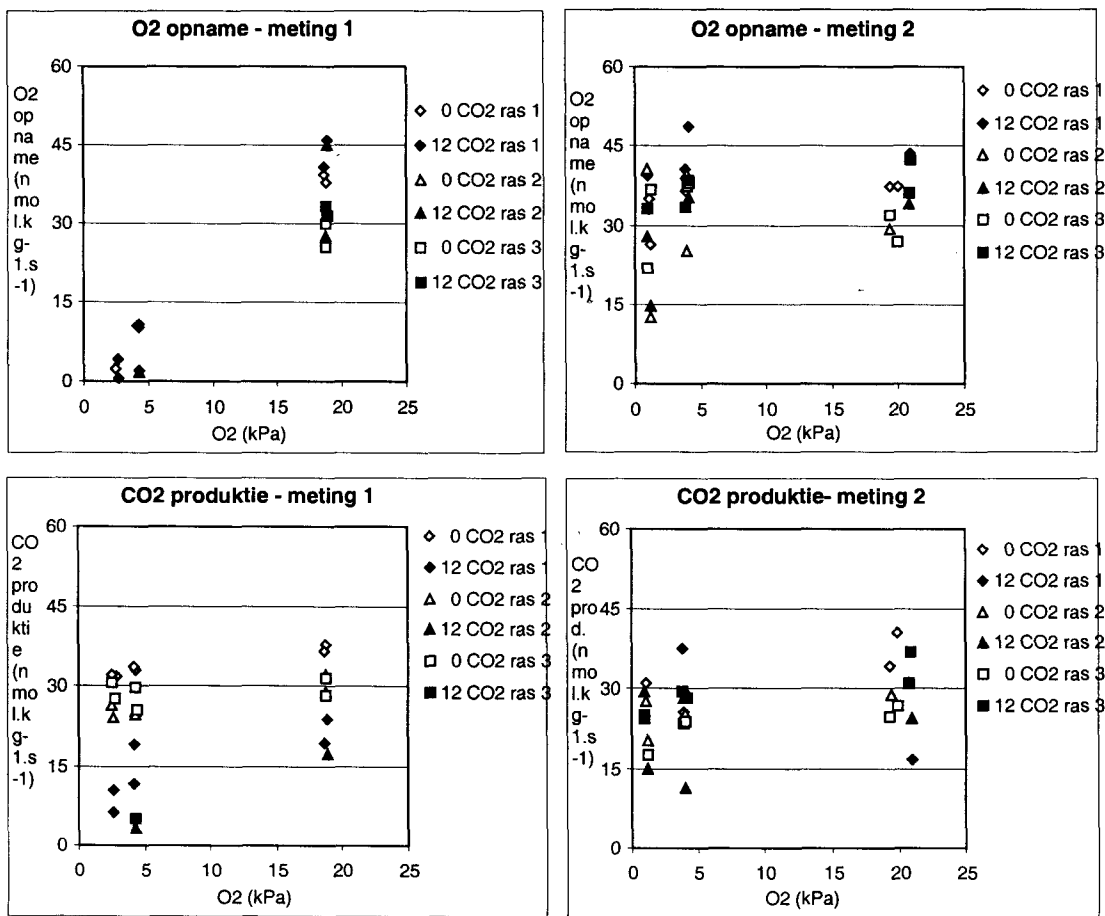 O2 opname - meting 1
60
45
30
15
0
O2
op
na
me
(n
mo
l.k
g-
1.s
-1)
0 5 10 15 20 25
O2 (kPa)
0 CO2 ras 1
12 CO2 ras 1
0 CO2 ras 2
12 CO2 ras 2
0 CO2 ras 3
12 CO2 ras 3
O2 opname - meting 2
60
45
30
15
0
O2
op
na
me
(n
mo
l.k
g-
1.s
-1)
0 5 10 15 20 25
O2 (kPa)
0 CO2 ras 1
12 CO2 ras 1
0 CO2 ras 2
12 CO2 ras 2
0 CO2 ras 3
12 CO2 ras 3
CO2 produktie - meting 1
60
45
30
15
0
CO
2
pro
du
kti
e
(n
mo
l.k
g-
1.s
-1)
0 5 10 15 20 25
O2 (kPa)
0 CO2 ras 1
12 CO2 ras 1
0 CO2 ras 2
12 CO2 ras 2
0 CO2 ras 3
12 CO2 ras 3
CO2 produktie- meting 2
60
45
30
15
0
CO
2
pro
d.
(n
mo
l.k
g-
1.s
-1)
0 5 10 15 20 25
O2 (kPa)
0 CO2 ras 1
12 CO2 ras 1
0 CO2 ras 2
12 CO2 ras 2
0 CO2 ras 3
12 CO2 ras 3